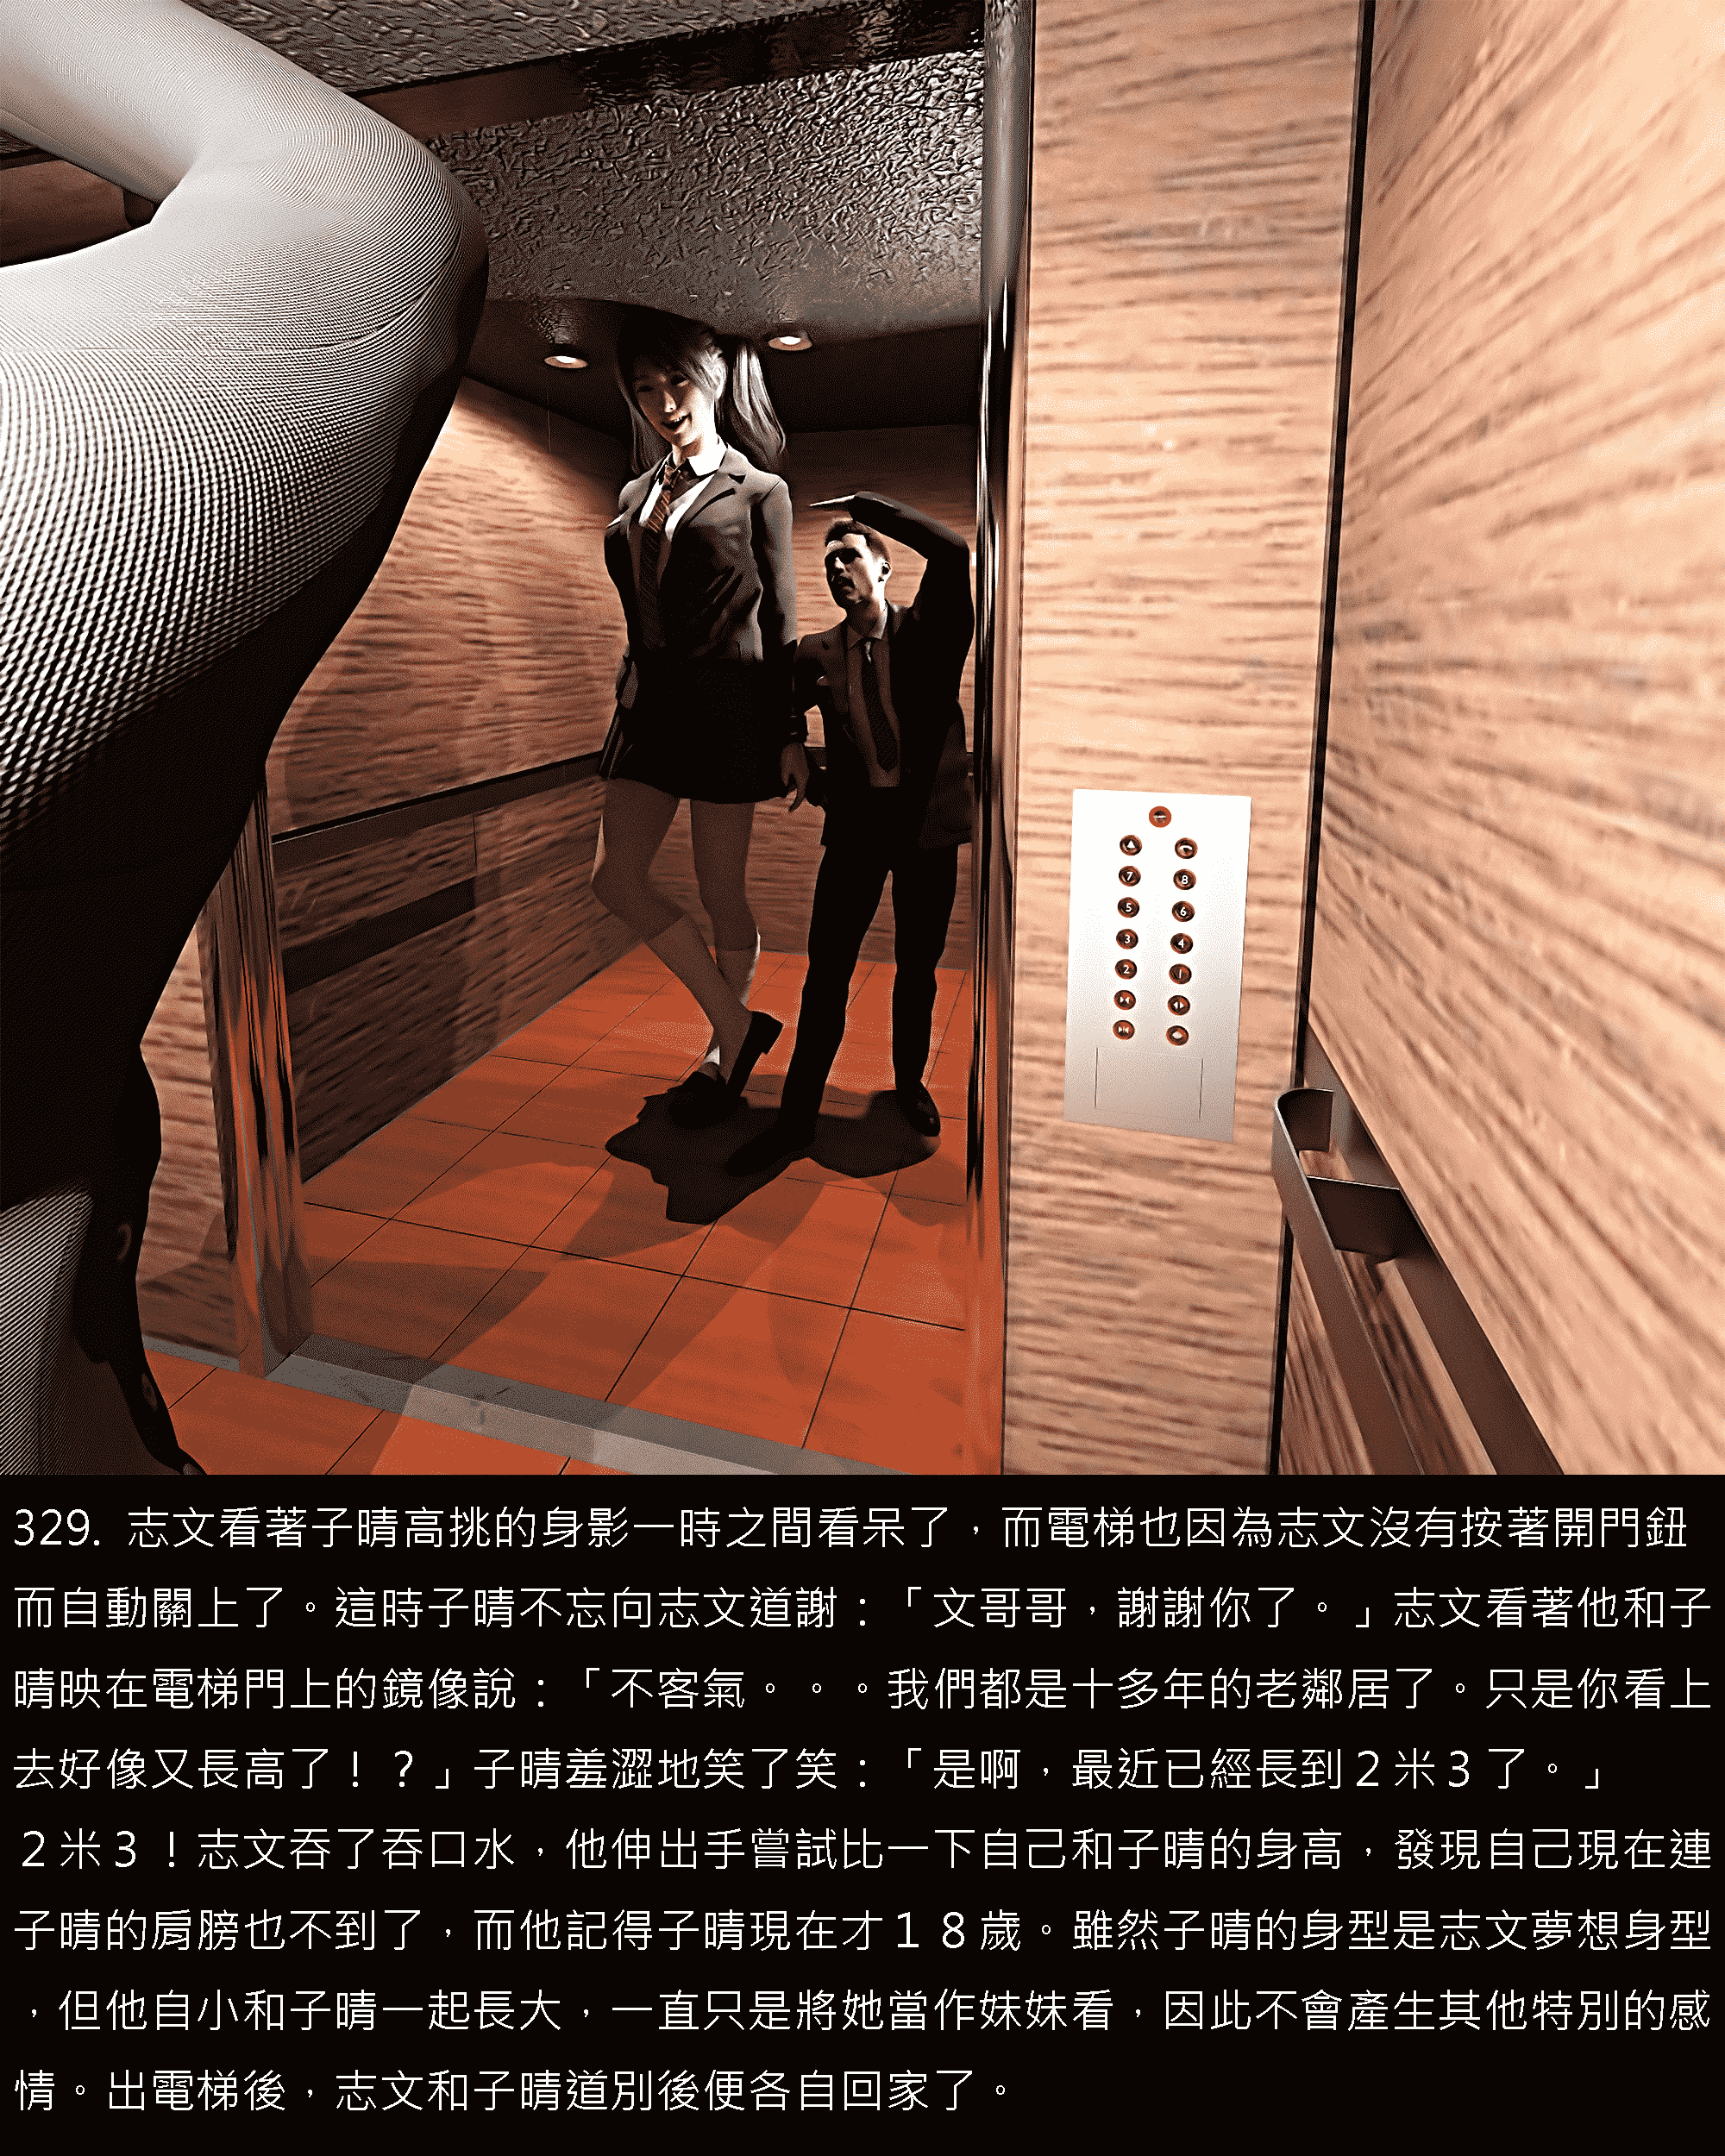 7 8
5 6
3 4
2 1
329. 志文看著子晴高挑的身影一時之間看呆了，而電梯也因為志文沒有按著開門鈕
而自動關上了。這時子晴不忘向志文道謝：「文哥哥，謝謝你了。」志文看著他和子
晴映在電梯門上的鏡像說：「不客氣。。。我們都是十多年的老鄰居了。只是你看上
去好像又長高了！？」子晴羞澀地笑了笑：「是啊，最近已經長到２米３了。」
２米３！志文吞了吞口水，他伸出手嘗試比一下自己和子晴的身高，發現自己現在連
子晴的肩膀也不到了，而他記得子晴現在才１８歲。雖然子晴的身型是志文夢想身型
，但他自小和子晴一起長大，一直只是將她當作妹妹看，因此不會產生其他特別的感
情。出電梯後，志文和子晴道別後便各自回家了。